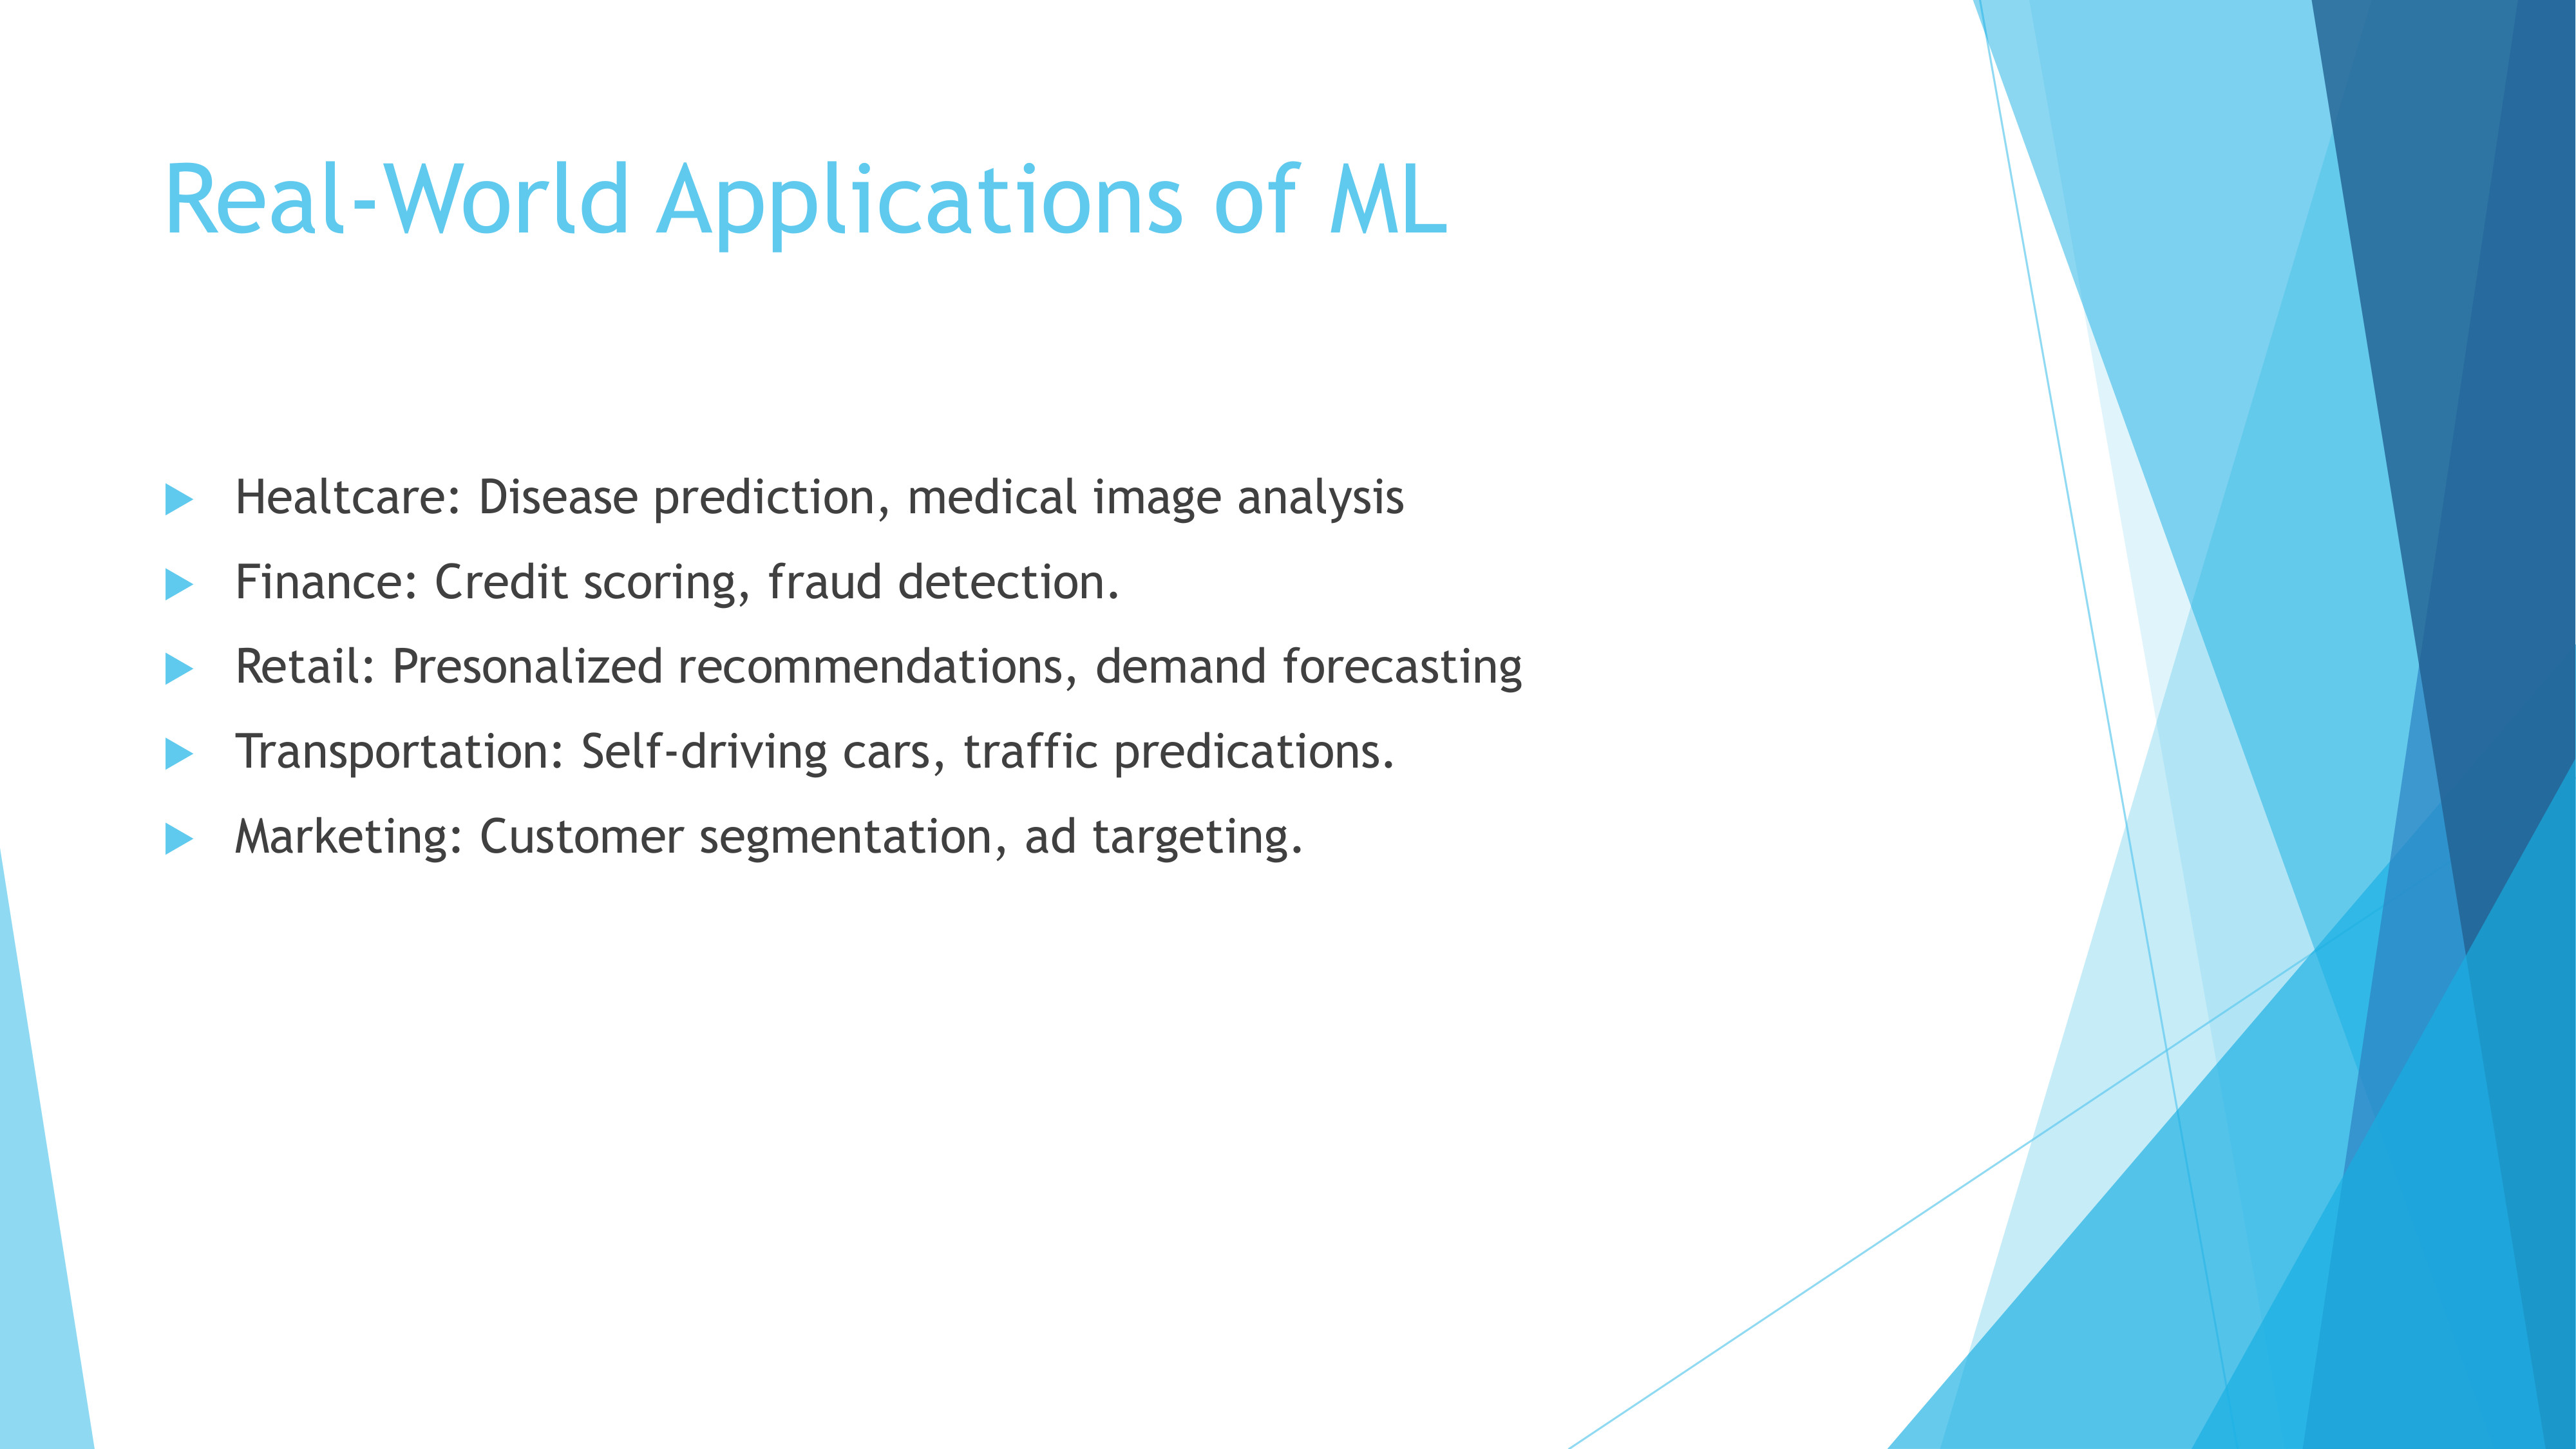 Real-World Applications of ML
Healtcare: Disease prediction, medical image analysis
Finance: Credit scoring, fraud detection.
Retail: Presonalized recommendations, demand forecasting
Transportation: Self-driving cars, traffic predications.
Marketing: Customer segmentation, ad targeting.